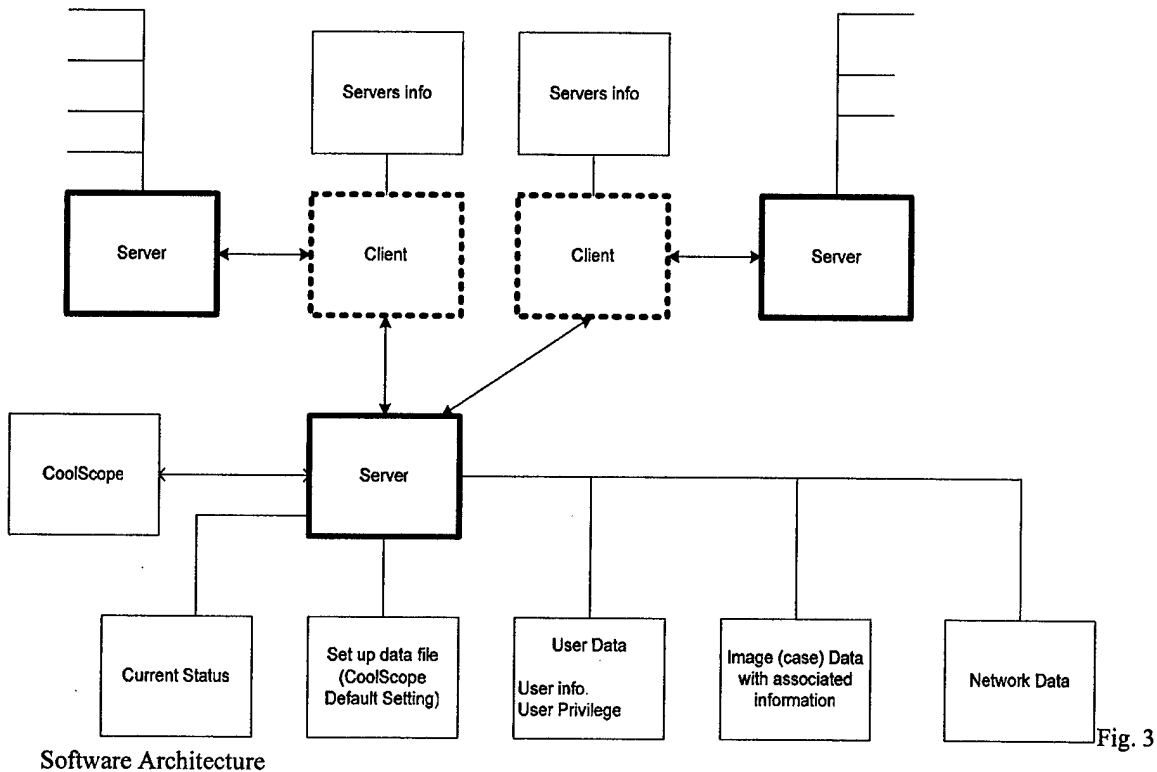 Servers info
Servers info
Server
Client
Client
Server
CoolScope
Server
Current Status
Set up data file
(CoolScope
Default Setting)
User Data
User info.
User Privilege
Image (case) Data
with associated
information
Network Data
Fig. 3
Software Architecture